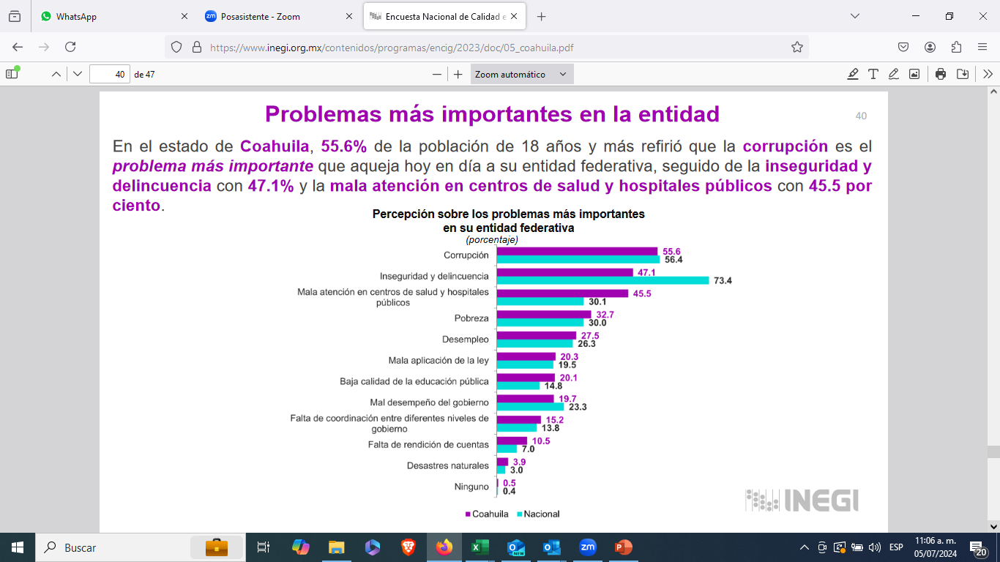 WhatsApp
Posasistente - Zoom
Encuesta Nacional de Calidad e
https://www.inegi.org.mx/contenidos/programas/encig/2023/doc/05_coahuila.pdf
40 de 47
Zoom automático
Problemas más importantes en la entidad
40
En el estado de Coahuila, 55.6% de la población de 18 años y más refirió que la corrupción es el
problema más importante que aqueja hoy en día a su entidad federativa, seguido de la inseguridad y
delincuencia con 47.1% y la mala atención en centros de salud y hospitales públicos con 45.5 por
ciento.
Percepción sobre los problemas más importantes
en su entidad federativa
(porcentaje)
Corrupción
55.6
56.4
Inseguridad y delincuencia
47.1
73.4
Mala atención en centros de salud y hospitales
públicos
45.5
30.1
Pobreza
32.7
30.0
Desempleo
27.5
26.3
Mala aplicación de la ley
20.3
19.5
Baja calidad de la educación pública
20.1
14.8
Mal desempeño del gobierno
19.7
23.3
Falta de coordinación entre diferentes niveles de
gobierno
15.2
13.8
Falta de rendición de cuentas
10.5
7.0
Desastres naturales
3.9
3.0
Ninguno
0.5
0.4
Coahuila Nacional
INEGI
Buscar
ESP
11:06 a. m.
05/07/2024
20